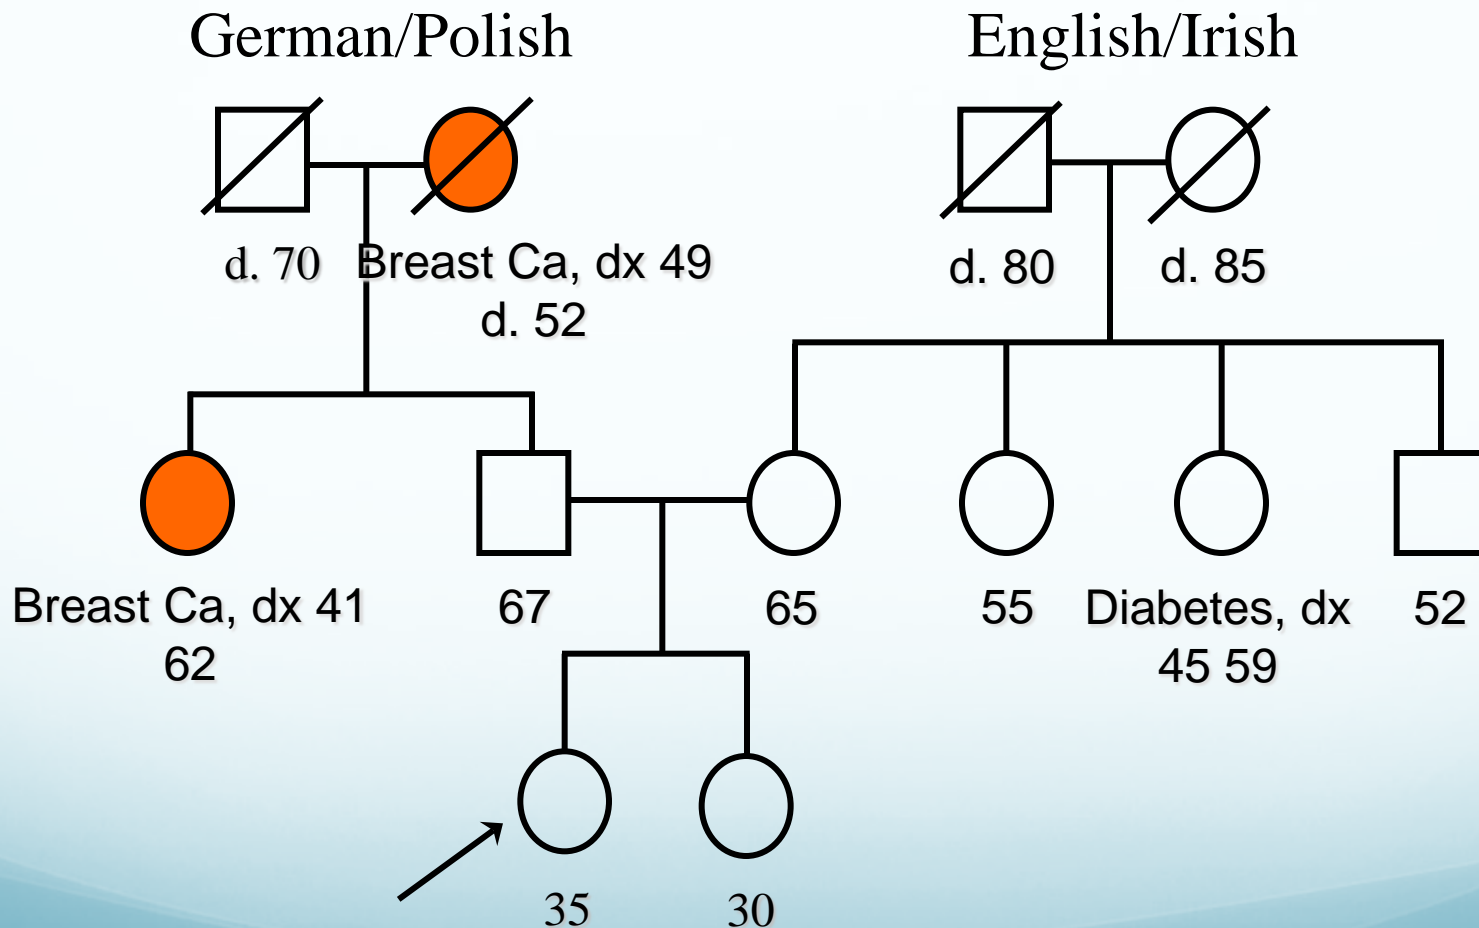 German/Polish
English/Irish
d. 70
Breast Ca, dx 49
d. 52
d. 80
d. 85
Breast Ca, dx 41
62
67
65
55
Diabetes, dx
45 59
52
35
30